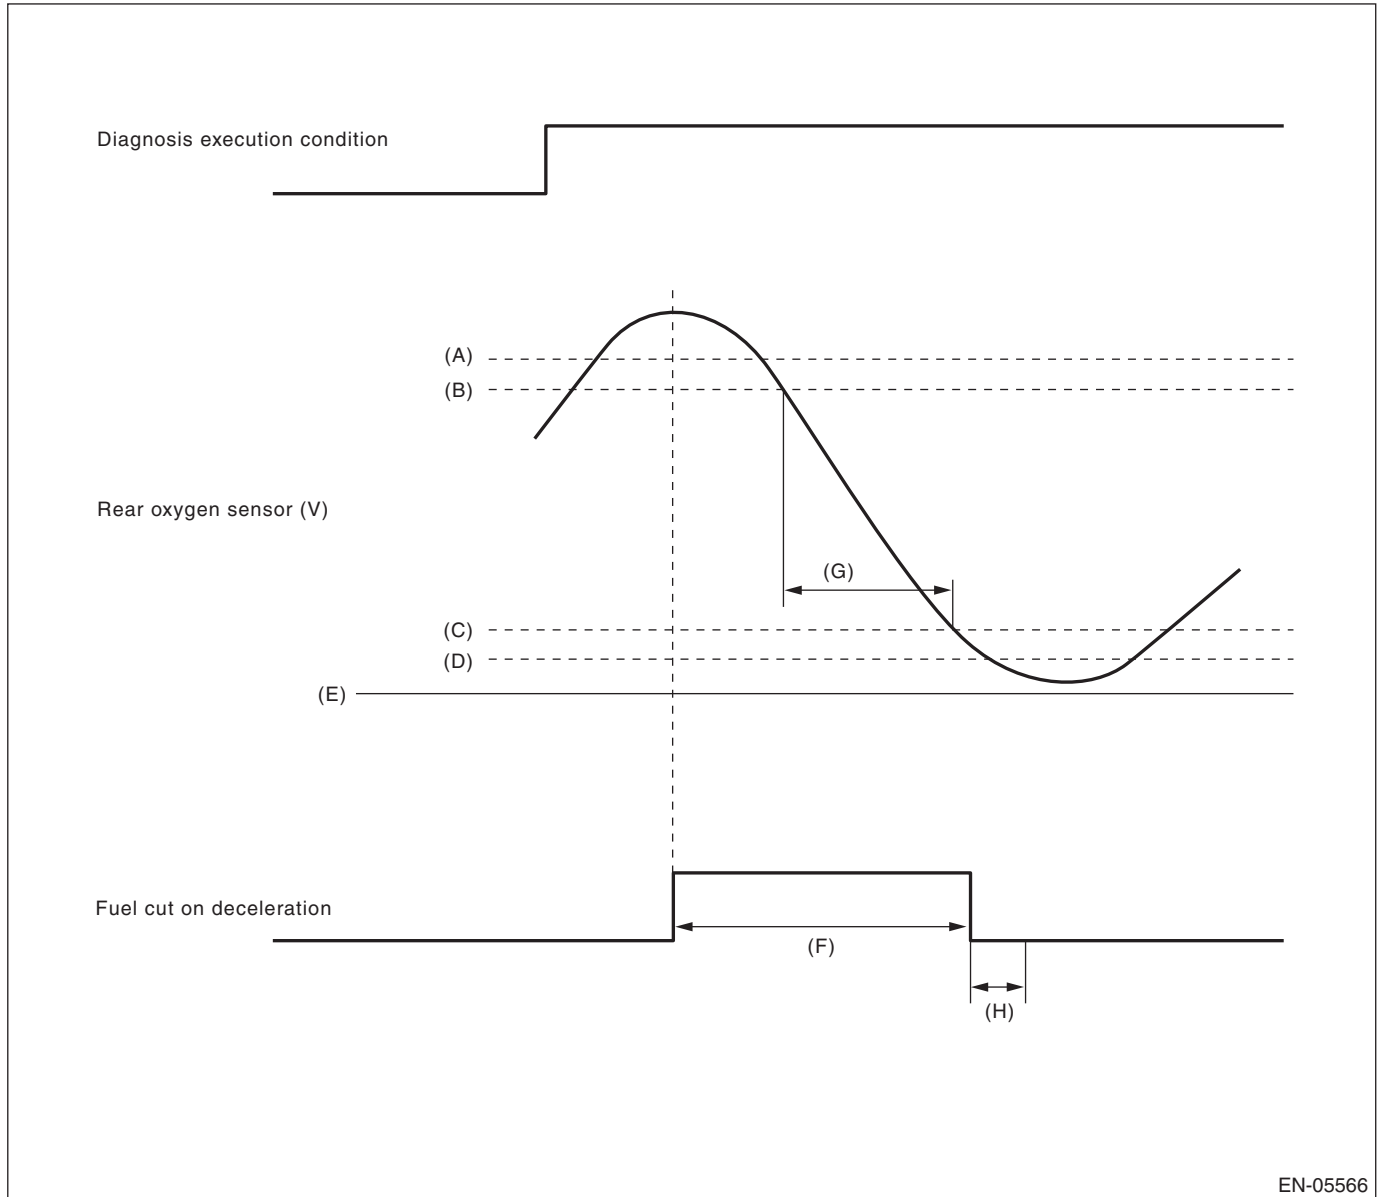 Diagnosis execution condition
(A)
(B)
Rear oxygen sensor (V)
(G)
(C)
(D)
(E)
Fuel cut on deceleration
(F)
(H)
EN-05566